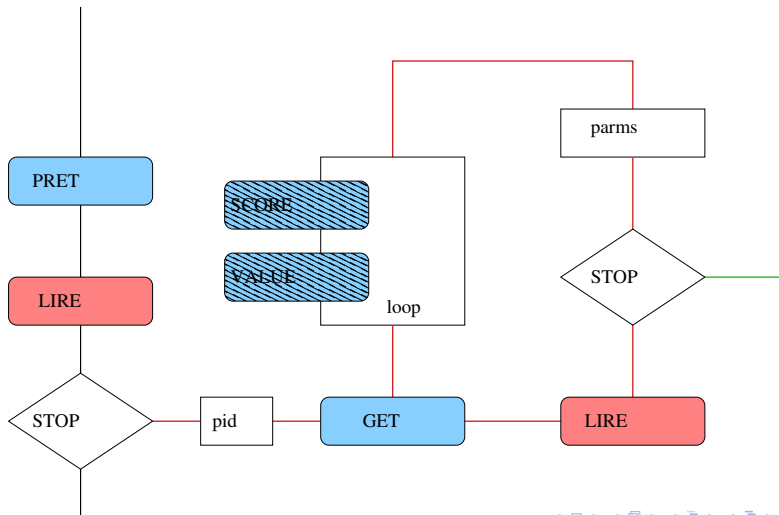 parms
PRET
SCORE
VALUE
STOP
LIRE
loop
STOP
pid
GET
LIRE